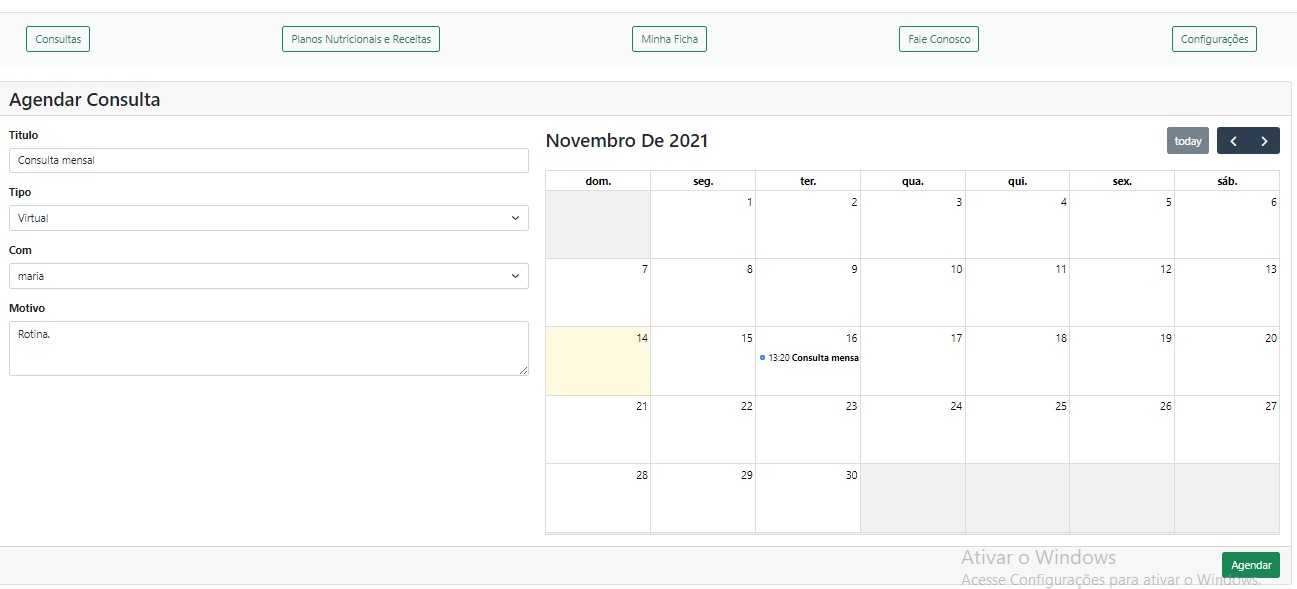 Consultas
Planos Nutricionais e Receitas
Minha Ficha
Fale Conosco
Configurações
Agendar Consulta
Titulo
Consulta mensal
Tipo
Virtual
Com
maria
Motivo
Rotina.
Novembro De 2021
today
dom. seg. ter. qua. qui. sex. sáb.
1 2 3 4 5 6
7 8 9 10 11 12 13
14 15 16 17 18 19 20
13:20 Consulta mensa
21 22 23 24 25 26 27
28 29 30
Ativar o Windows
Acesse Configurações para ativar o Windows.
Agendar